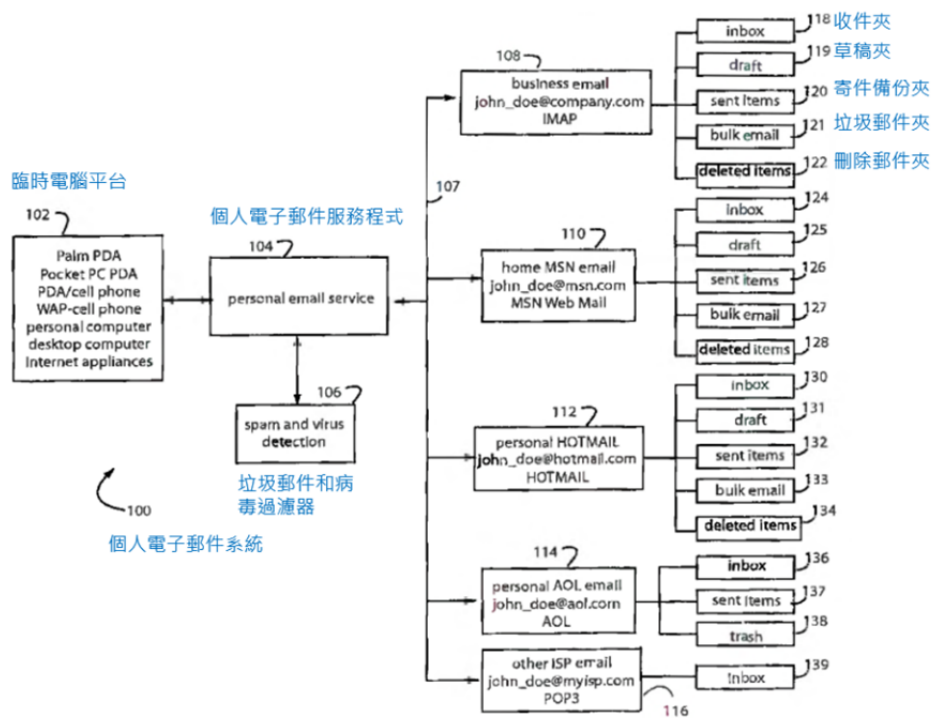 臨時電腦平台
102
Palm PDA
Pocket PC PDA
PDA/cell phone
WAP-cell phone
personal computer
desktop computer
Internet appliances
個人電子郵件服務程式
104
personal email service
106
spam and virus
detection
垃圾郵件和病
毒過濾器
100
個人電子郵件系統
107
108
business email
john_doe@company.com
IMAP
118 收件夾
inbox
119 草稿夾
draft
寄件備份夾
sent items 120
121 垃圾郵件夾
bulk email
刪除郵件夾
deleted items 122
110
home MSN email
john_doe@msn.com
MSN Web Mail
124
inbox
125
draft
126
sent items
127
bulk email
128
deleted items
112
personal HOTMAIL
john_doe@hotmail.com
HOTMAIL
130
inbox
131
draft
132
sent items
133
bulk email
134
deleted items
114
personal AOL email
john_doe@aol.com
AOL
136
inbox
137
sent items
138
trash
other ISP email
john_doe@myisp.com
POP3
116
139
inbox